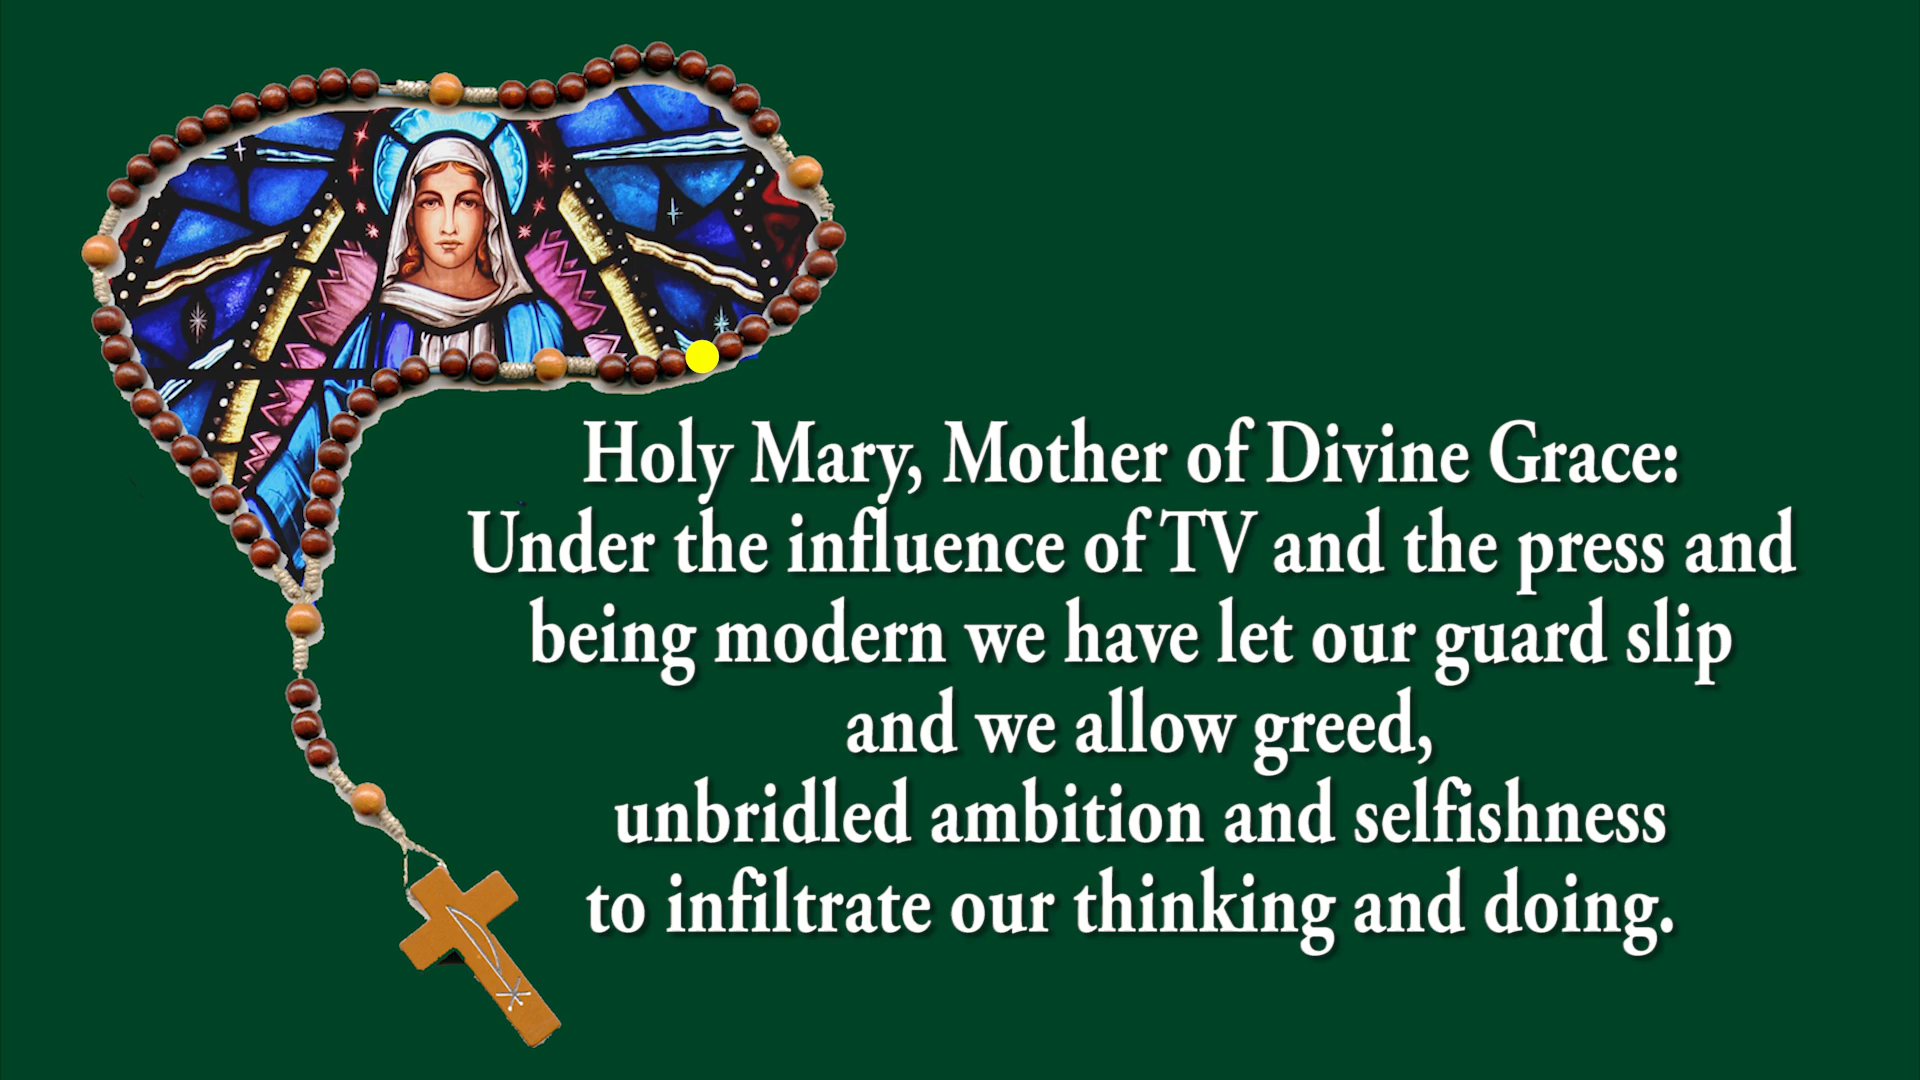 Holy Mary, Mother of Divine Grace:
Under the influence of TV and the press and
being modern we have let our guard slip
and we allow greed,
unbridled ambition and selfishness
to infiltrate our thinking and doing.